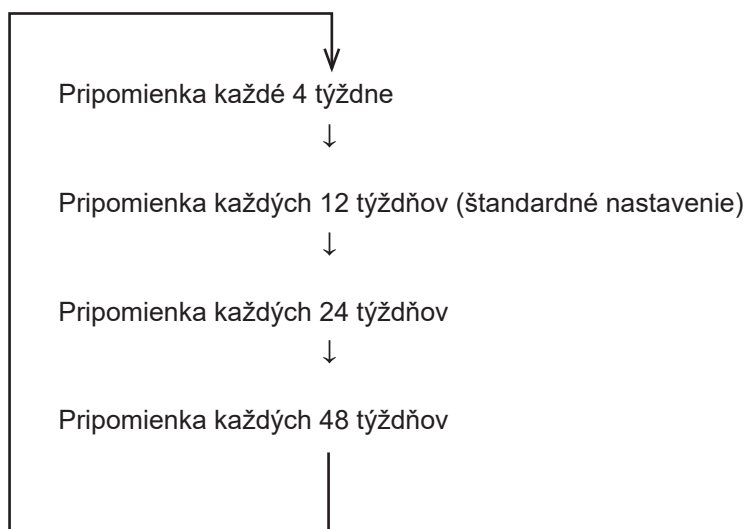 Pripomienka každé 4 týždne
↓
Pripomienka každých 12 týždňov (štandardné nastavenie)
↓
Pripomienka každých 24 týždňov
↓
Pripomienka každých 48 týždňov